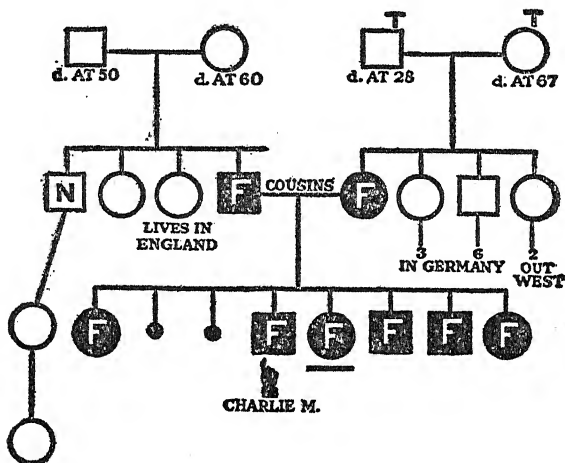 T T
d. AT 50 d. AT 60 d. AT 28 d. AT 67
N F COUSINS F
LIVES IN
ENGLAND
3 6 2
IN GERMANY OUT
WEST
F F F F F F
CHARLIE M.